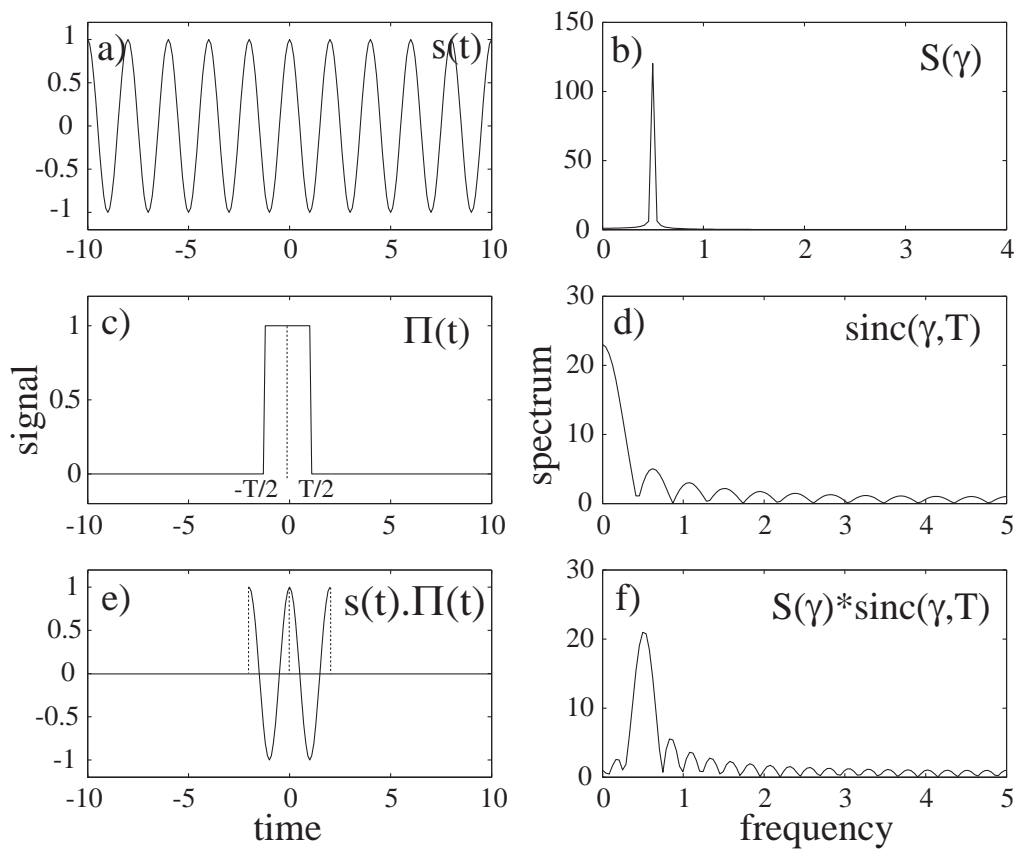 a) s(t)
1
0.5
0
-0.5
-1
-10 -5 0 5 10
b) S(γ)
150
100
50
0
0 1 2 3 4
c) Π(t)
1
0.5
0
-T/2 T/2
-10 -5 0 5 10
signal
d) sinc(γ,T)
30
20
10
0
0 1 2 3 4 5
spectrum
e) s(t).Π(t)
1
0.5
0
-0.5
-1
-10 -5 0 5 10
time
f) S(γ)*sinc(γ,T)
30
20
10
0
0 1 2 3 4 5
frequency